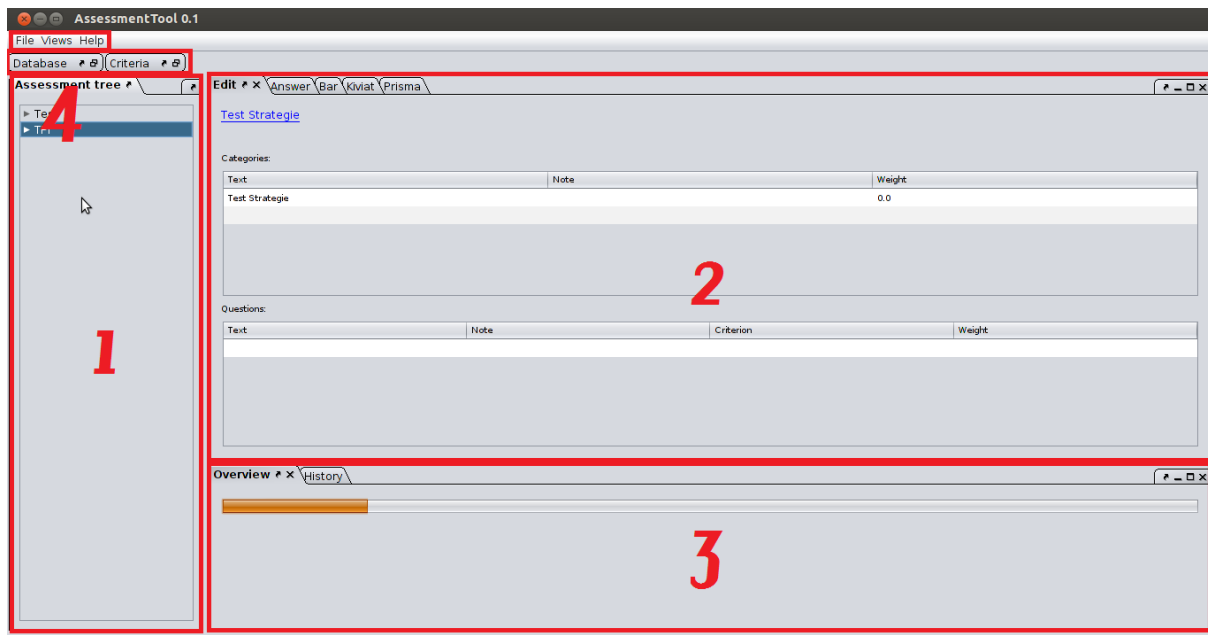 AssessmentTool 0.1
File Views Help
Database Criteria
Assessment tree
4
1
Edit Answer Bar Kiviat Prisma
Test Strategie
Categories:
Text Note Weight
Test Strategie 0.0
2
Questions:
Text Note Criterion Weight
Overview History
3